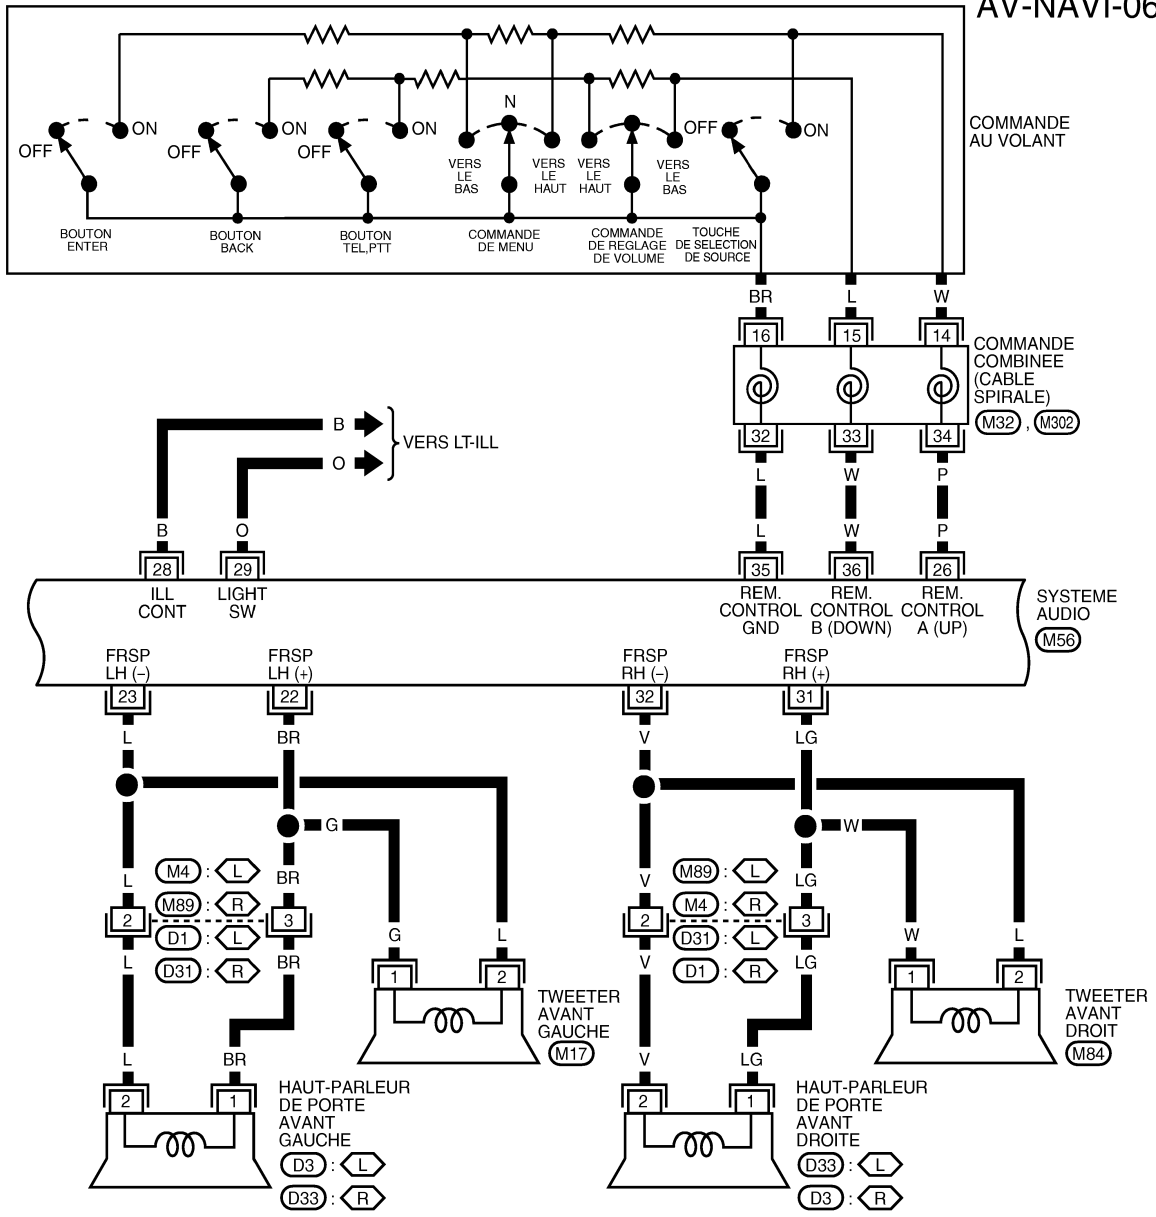 AV-NAVI-06
N
OFF
ON
OFF
ON
OFF
ON
VERS
LE
BAS
VERS
LE
HAUT
VERS
LE
HAUT
VERS
LE
BAS
OFF
ON
COMMANDE
AU VOLANT
BOUTON
ENTER
BOUTON
BACK
BOUTON
TEL,PTT
COMMANDE
DE MENU
COMMANDE
DE REGLAGE
DE VOLUME
TOUCHE
DE SELECTION
DE SOURCE
BR L W
16 15 14
COMMANDE
COMBINEE
(CABLE
SPIRALE)
M32 , M302
32 33 34
B
O
VERS LT-ILL
L W P
B O L W P
28 29 35 36 26
ILL
CONT
LIGHT
SW
REM.
CONTROL
GND
REM.
CONTROL
B (DOWN)
REM.
CONTROL
A (UP)
SYSTEME
AUDIO
M56
FRSP
LH (–)
FRSP
LH (+)
FRSP
RH (–)
FRSP
RH (+)
23 22 32 31
L BR V LG
G W
L BR V LG
M4 : L
M89 : R
D1 : L
D31 : R
M89 : L
M4 : R
D31 : L
D1 : R
2 3 2 3
L BR G L V LG W L
1 2 1 2
TWEETER
AVANT
GAUCHE
M17
TWEETER
AVANT
DROIT
M84
L BR V LG
2 1 2 1
HAUT-PARLEUR
DE PORTE
AVANT
GAUCHE
D3 : L
D33 : R
HAUT-PARLEUR
DE PORTE
AVANT
DROITE
D33 : L
D3 : R